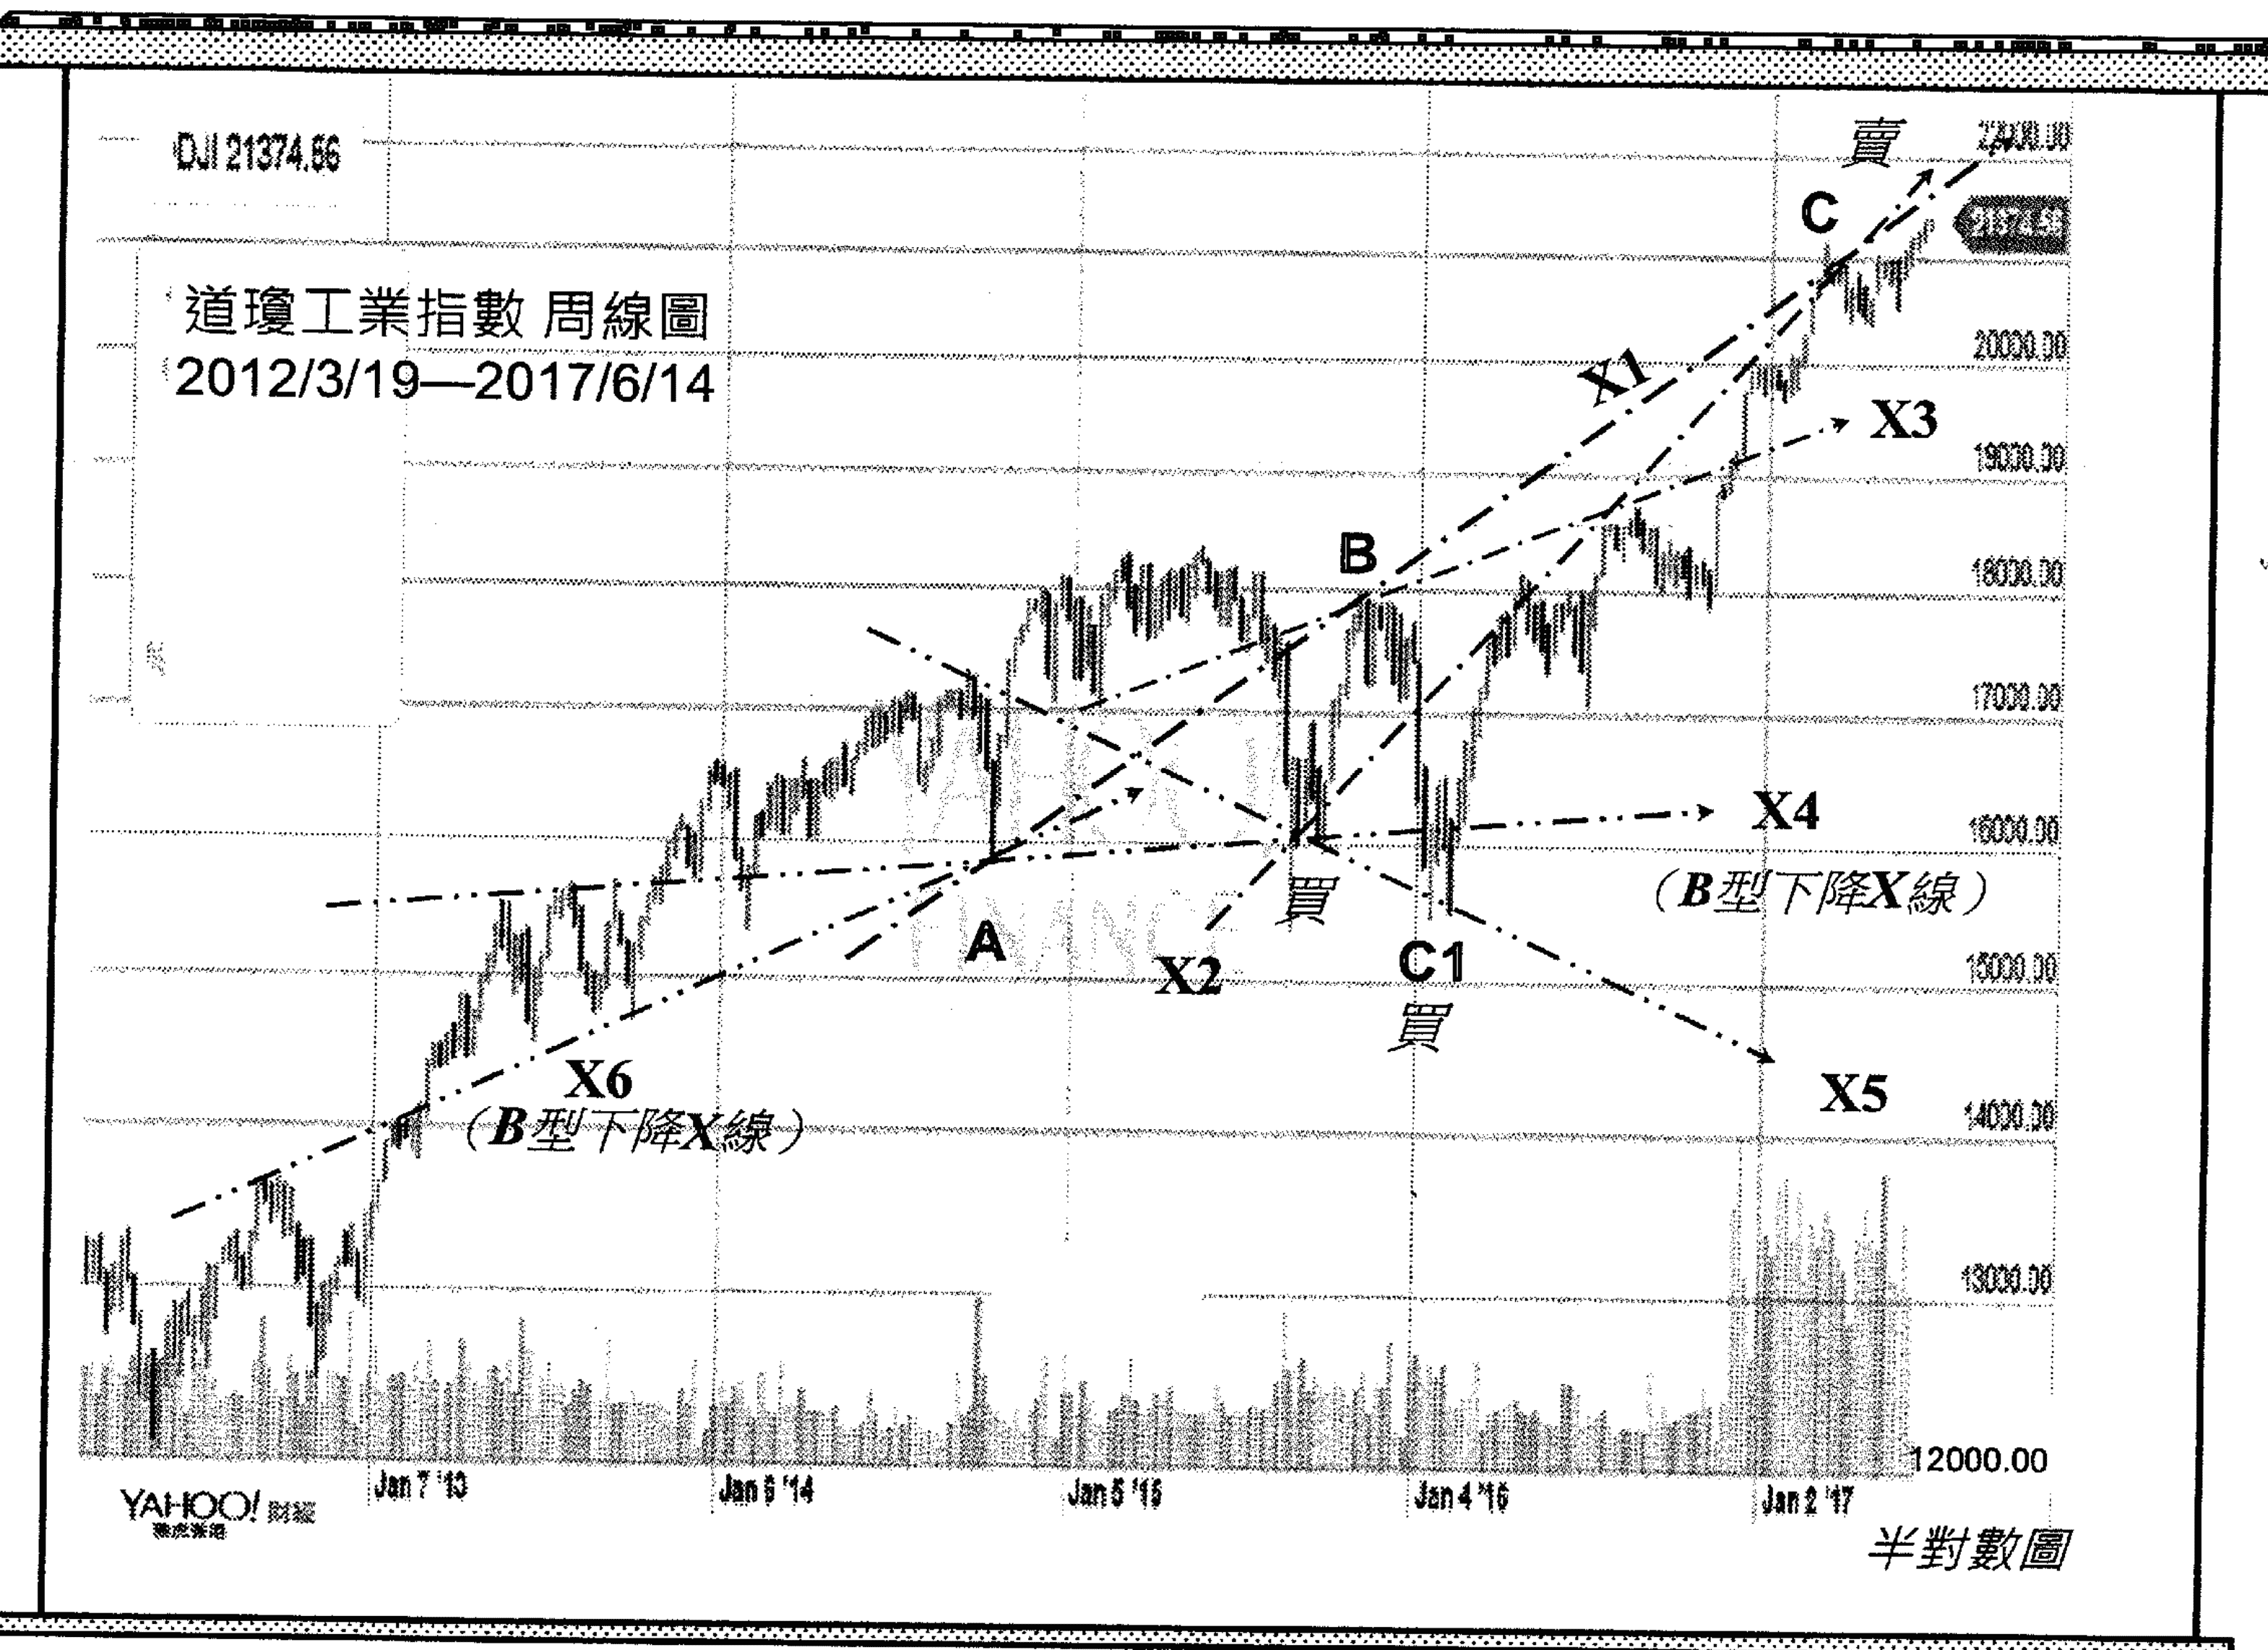 DJI 21374.56
賣
22000.00
C
21374.56
道瓊工業指數 周線圖
2012/3/19—2017/6/14
20000.00
X1
X3
19000.00
B
18000.00
17000.00
X4
16000.00
(B型下降X線)
買
A
X2
C1
15000.00
買
X6
X5
(B型下降X線)
14000.00
13000.00
YAHOO!
FINANCE
12000.00
Jan 7 '13
Jan 6 '14
Jan 5 '15
Jan 4 '16
Jan 2 '17
YAHOO! 財經
半對數圖